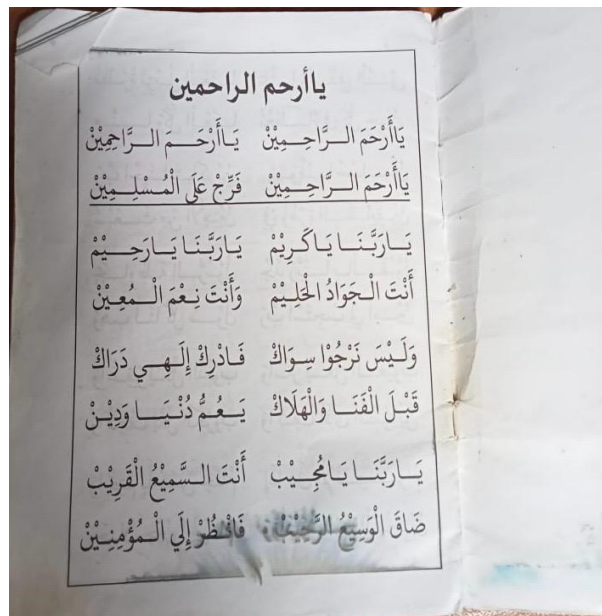 ياأرحم الراحمين
يَاأَرْحَمَ الرَّاحِمِيْنْ يَاأَرْحَمَ الرَّاحِمِيْنْ
يَاأَرْحَمَ الرَّاحِمِيْنْ فَرِّجْ عَلَى الْمُسْلِمِيْنْ
يَارَبَّنَا يَاكَرِيْمْ يَارَبَّنَا يَارَحِيْمْ
أَنْتَ الْجَوَادُ الْحَلِيْمْ وَأَنْتَ نِعْمَ الْمُعِيْنْ
وَلَيْسَ نَرْجُوْا سِوَاكْ فَادْرِكْ إِلَهِي دَرَاكْ
قَبْلَ الْفَنَا وَالْهَلَاكْ يَعُمُّ دُنْيَا وَدِيْنْ
يَارَبَّنَا يَامُجِيْبْ أَنْتَ السَّمِيْعُ الْقَرِيْبْ
ضَاقَ الْوَسِيْعُ الرَّحِيْبْ فَانْظُرْ إِلَي الْمُؤْمِنِيْنْ